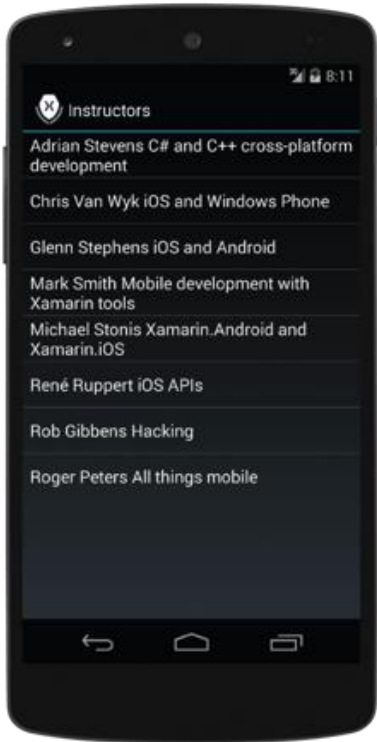 8:11
Instructors
Adrian Stevens C# and C++ cross-platform
development
Chris Van Wyk iOS and Windows Phone
Glenn Stephens iOS and Android
Mark Smith Mobile development with
Xamarin tools
Michael Stonis Xamarin.Android and
Xamarin.iOS
René Ruppert iOS APIs
Rob Gibbens Hacking
Roger Peters All things mobile